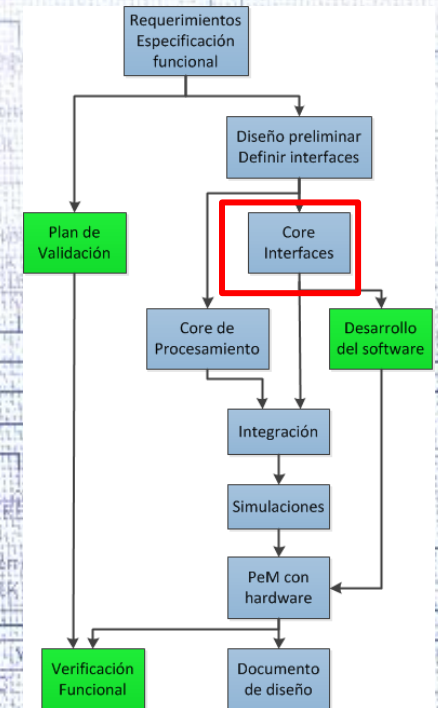 Requerimientos
Especificación
funcional
Diseño preliminar
Definir interfaces
Plan de
Validación
Core
Interfaces
Core de
Procesamiento
Desarrollo
del software
Integración
Simulaciones
PeM con
hardware
Verificación
Funcional
Documento
de diseño